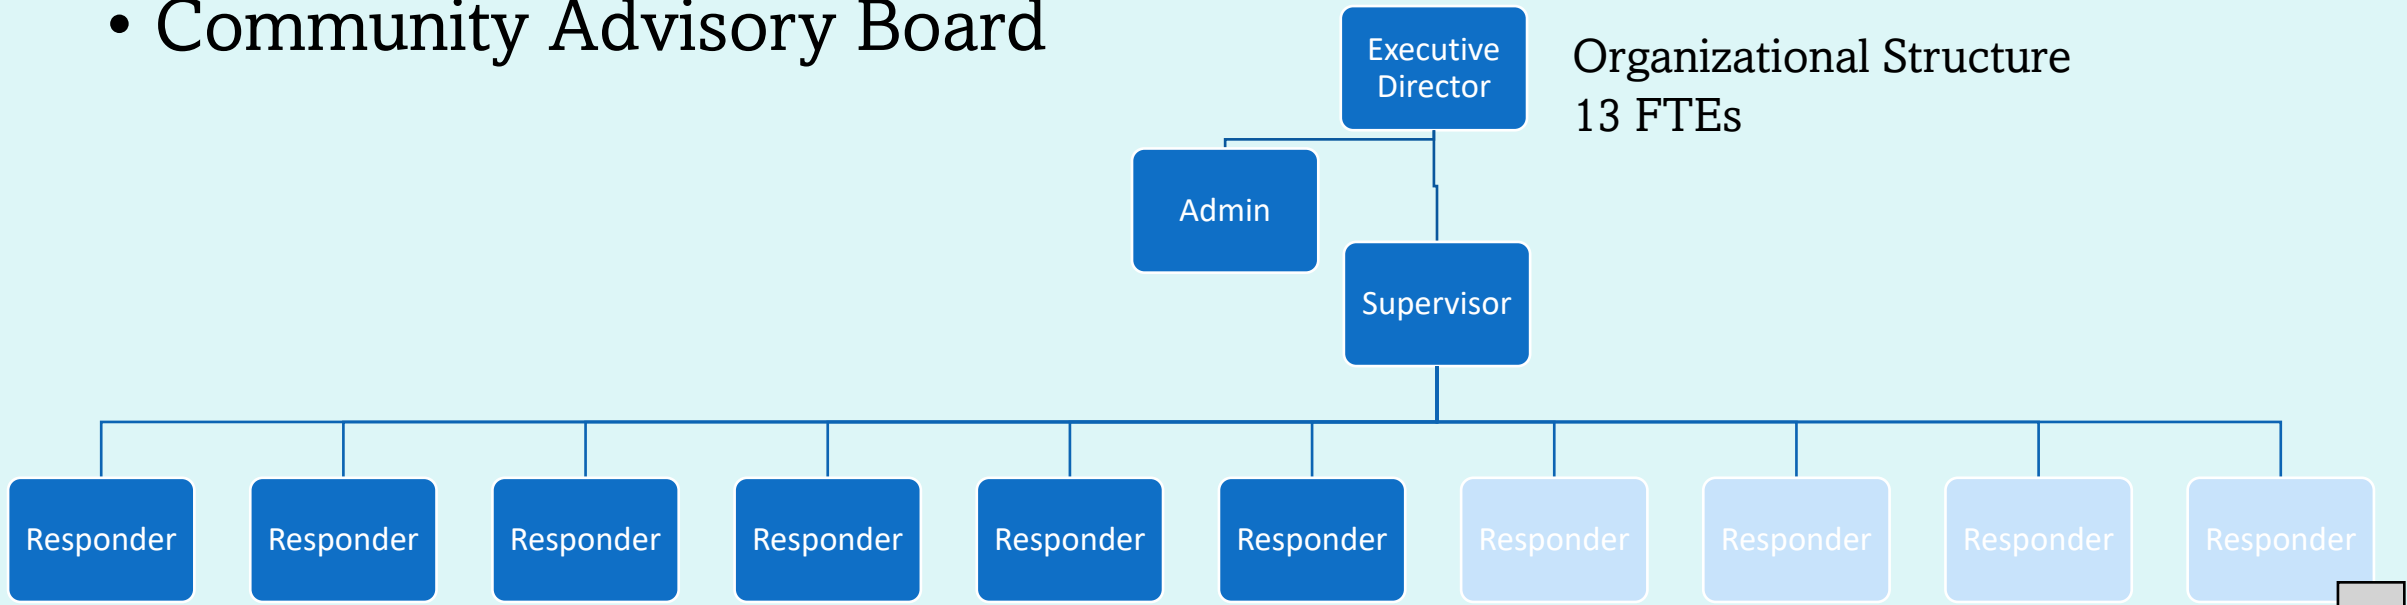 • Community Advisory Board
Executive
Director
Organizational Structure
13 FTEs
Admin
Supervisor
Responder
Responder
Responder
Responder
Responder
Responder
Responder
Responder
Responder
Responder